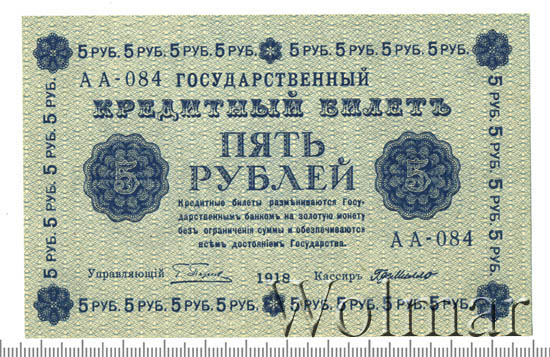 5 РУБ. 5 РУБ. 5 РУБ. 5 РУБ. 5 РУБ. 5 РУБ. 5 РУБ. 5 РУБ.
АА-084 ГОСУДАРСТВЕННЫЙ
КРЕДИТНЫЙ БИЛЕТЪ
ПЯТЬ
РУБЛЕЙ
5 5
Кредитные билеты размѣниваются Госу-
дарственнымъ банкомъ на золотую монету
безъ ограниченія суммы и обезпечиваются
всѣмъ достояніемъ Государства.
АА-084
Управляющій 1918 Кассиръ
5 РУБ. 5 РУБ. 5 РУБ. 5 РУБ. 5 РУБ. 5 РУБ. 5 РУБ. 5 РУБ.
5 РУБ. 5 РУБ. 5 РУБ. 5 РУБ. 5 РУБ.
5 РУБ. 5 РУБ. 5 РУБ. 5 РУБ. 5 РУБ.
Wolmar